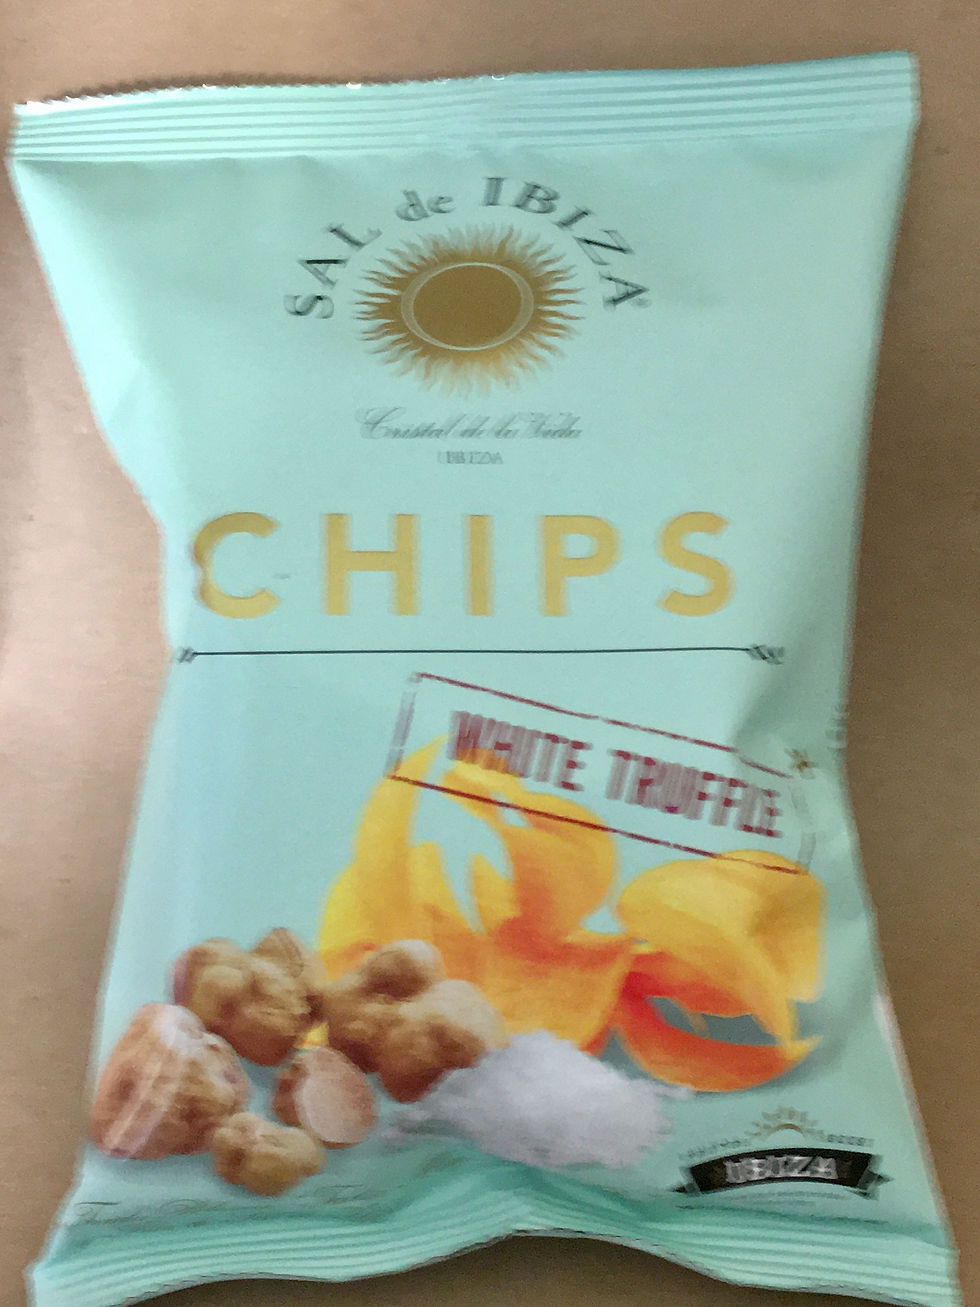 SAL de IBIZA
Cristal de la Vida
IBIZA
CHIPS
WHITE TRUFFLE
IBIZA